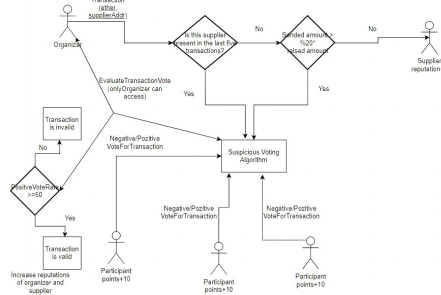 Transaction
(ether,
supplierAddr)
Organizer
Is this supplier
present in the last five
transactions?
No
Sended amount >
%20*
raised amount
No
Supplier
reputation
Yes
Yes
EvaluateTransactionVote
(onlyOrganizer can
access)
Transaction
is invalid
No
Negative/Pozitive
VoteForTransaction
Suspicious Voting
Algorithm
PositiveVoteRate
>=50
Yes
Negative/Pozitive
VoteForTransaction
Negative/Pozitive
VoteForTransaction
Transaction
is valid
Increase reputations
of organizer and
supplier
Participant
points+10
Participant
points+10
Participant
points+10